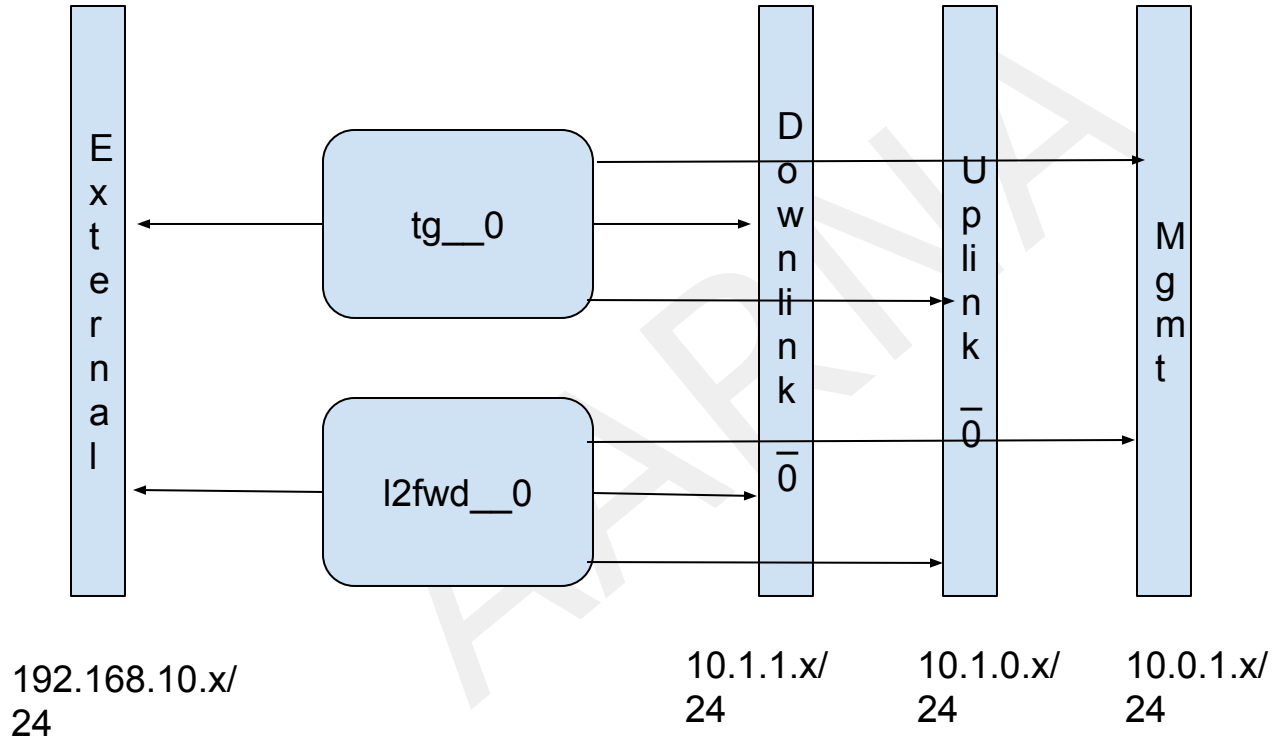 External
tg__0
l2fwd__0
Downlink_0
Uplink_0
Mgmt
192.168.10.x/
24
10.1.1.x/
24
10.1.0.x/
24
10.0.1.x/
24
AARNA